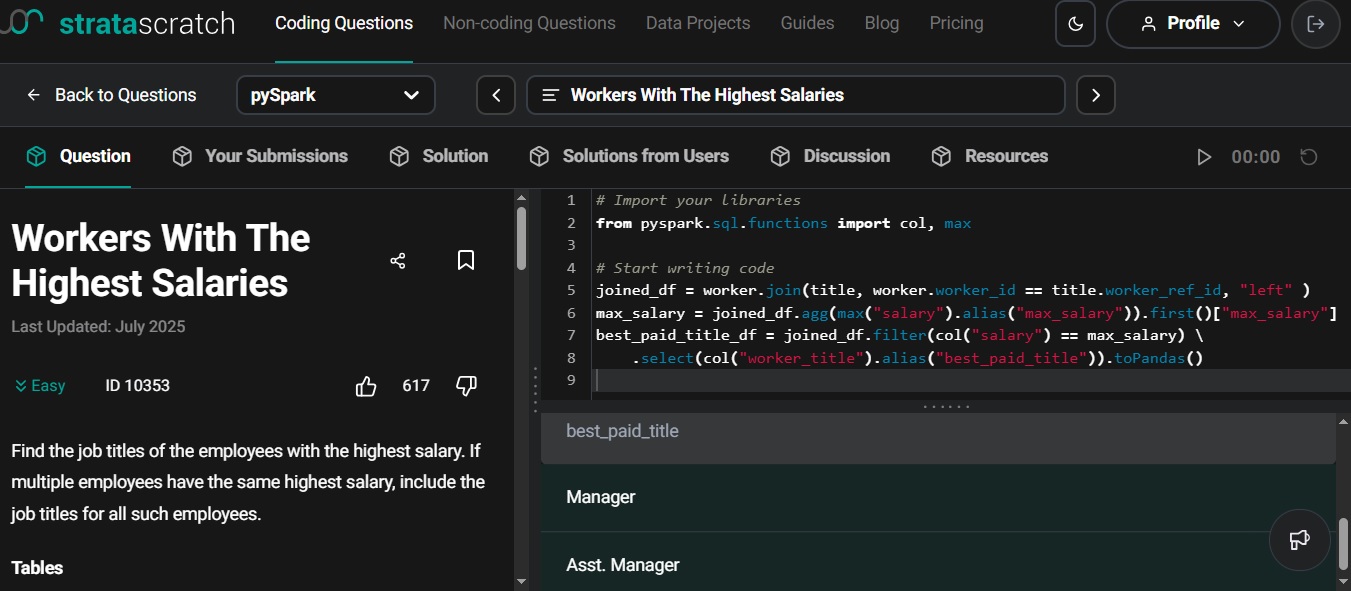 stratascratch
Coding Questions
Non-coding Questions
Data Projects
Guides
Blog
Pricing
Profile
Back to Questions
pySpark
Workers With The Highest Salaries
Question
Your Submissions
Solution
Solutions from Users
Discussion
Resources
00:00
Workers With The
Highest Salaries
Last Updated: July 2025
Easy
ID 10353
617
Find the job titles of the employees with the highest salary. If
multiple employees have the same highest salary, include the
job titles for all such employees.
Tables
1 # Import your libraries
2 from pyspark.sql.functions import col, max
3
4 # Start writing code
5 joined_df = worker.join(title, worker.worker_id == title.worker_ref_id, "left" )
6 max_salary = joined_df.agg(max("salary").alias("max_salary")).first()["max_salary"]
7 best_paid_title_df = joined_df.filter(col("salary") == max_salary) \
8     .select(col("worker_title").alias("best_paid_title")).toPandas()
9
best_paid_title
Manager
Asst. Manager